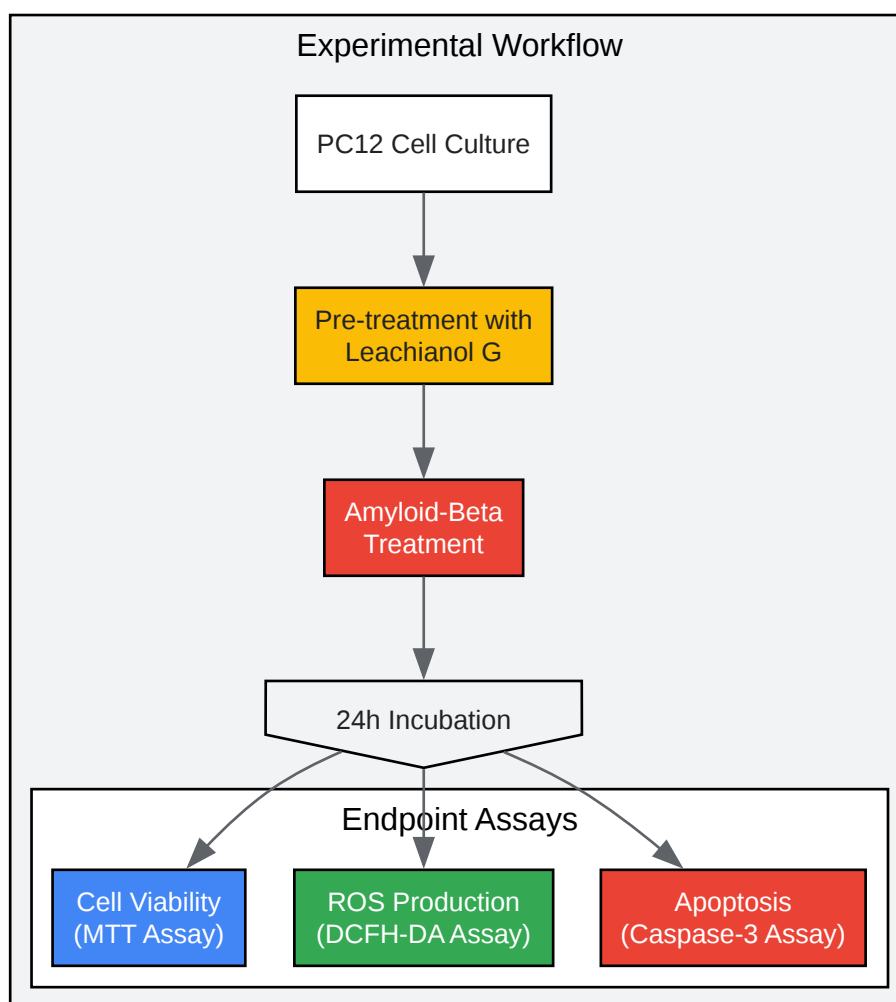 Experimental Workflow
PC12 Cell Culture
Pre-treatment with
Leachianol G
Amyloid-Beta
Treatment
24h Incubation
Endpoint Assays
Cell Viability
(MTT Assay)
ROS Production
(DCFH-DA Assay)
Apoptosis
(Caspase-3 Assay)